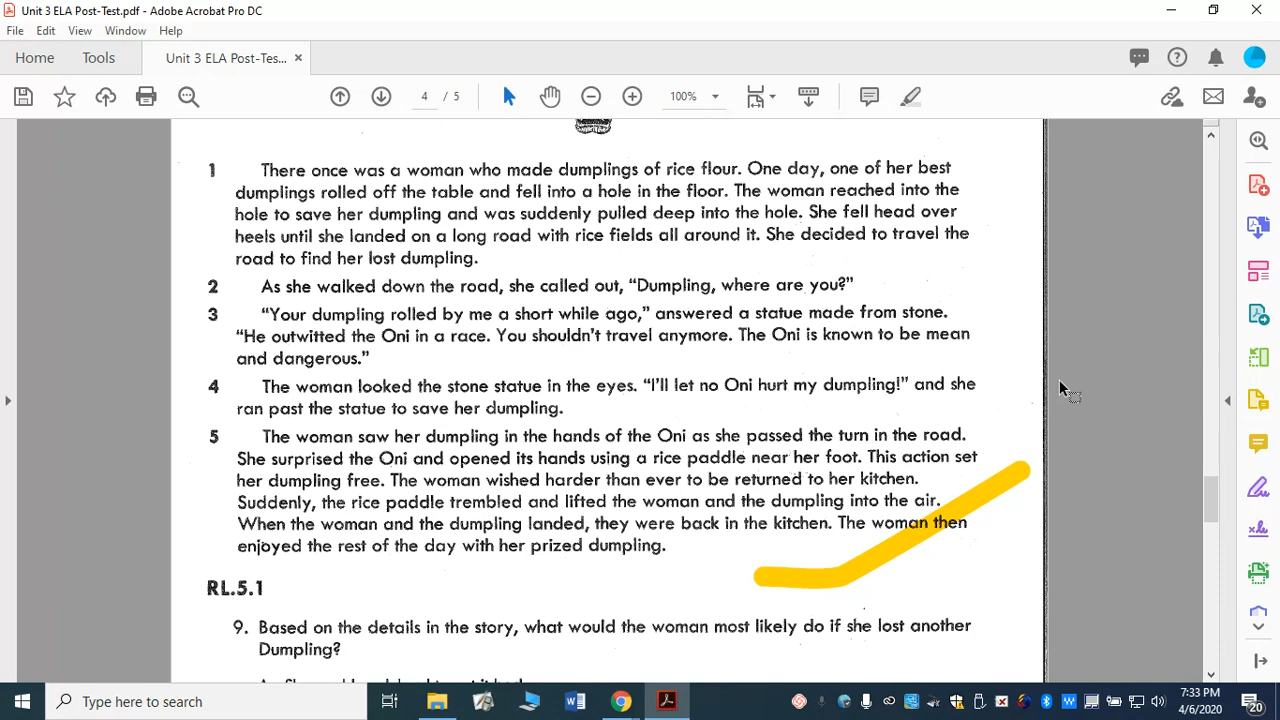 Unit 3 ELA Post-Test.pdf - Adobe Acrobat Pro DC
File Edit View Window Help
Home Tools Unit 3 ELA Post-Tes... ×
4 / 5 100%
1 There once was a woman who made dumplings of rice flour. One day, one of her best
dumplings rolled off the table and fell into a hole in the floor. The woman reached into the
hole to save her dumpling and was suddenly pulled deep into the hole. She fell head over
heels until she landed on a long road with rice fields all around it. She decided to travel the
road to find her lost dumpling.
2 As she walked down the road, she called out, “Dumpling, where are you?”
3 “Your dumpling rolled by me a short while ago,” answered a statue made from stone.
“He outwitted the Oni in a race. You shouldn’t travel anymore. The Oni is known to be mean
and dangerous.”
4 The woman looked the stone statue in the eyes. “I’ll let no Oni hurt my dumpling!” and she
ran past the statue to save her dumpling.
5 The woman saw her dumpling in the hands of the Oni as she passed the turn in the road.
She surprised the Oni and opened its hands using a rice paddle near her foot. This action set
her dumpling free. The woman wished harder than ever to be returned to her kitchen.
Suddenly, the rice paddle trembled and lifted the woman and the dumpling into the air.
When the woman and the dumpling landed, they were back in the kitchen. The woman then
enjoyed the rest of the day with her prized dumpling.
RL.5.1
9. Based on the details in the story, what would the woman most likely do if she lost another
Dumpling?
Type here to search
7:33 PM
4/6/2020
20